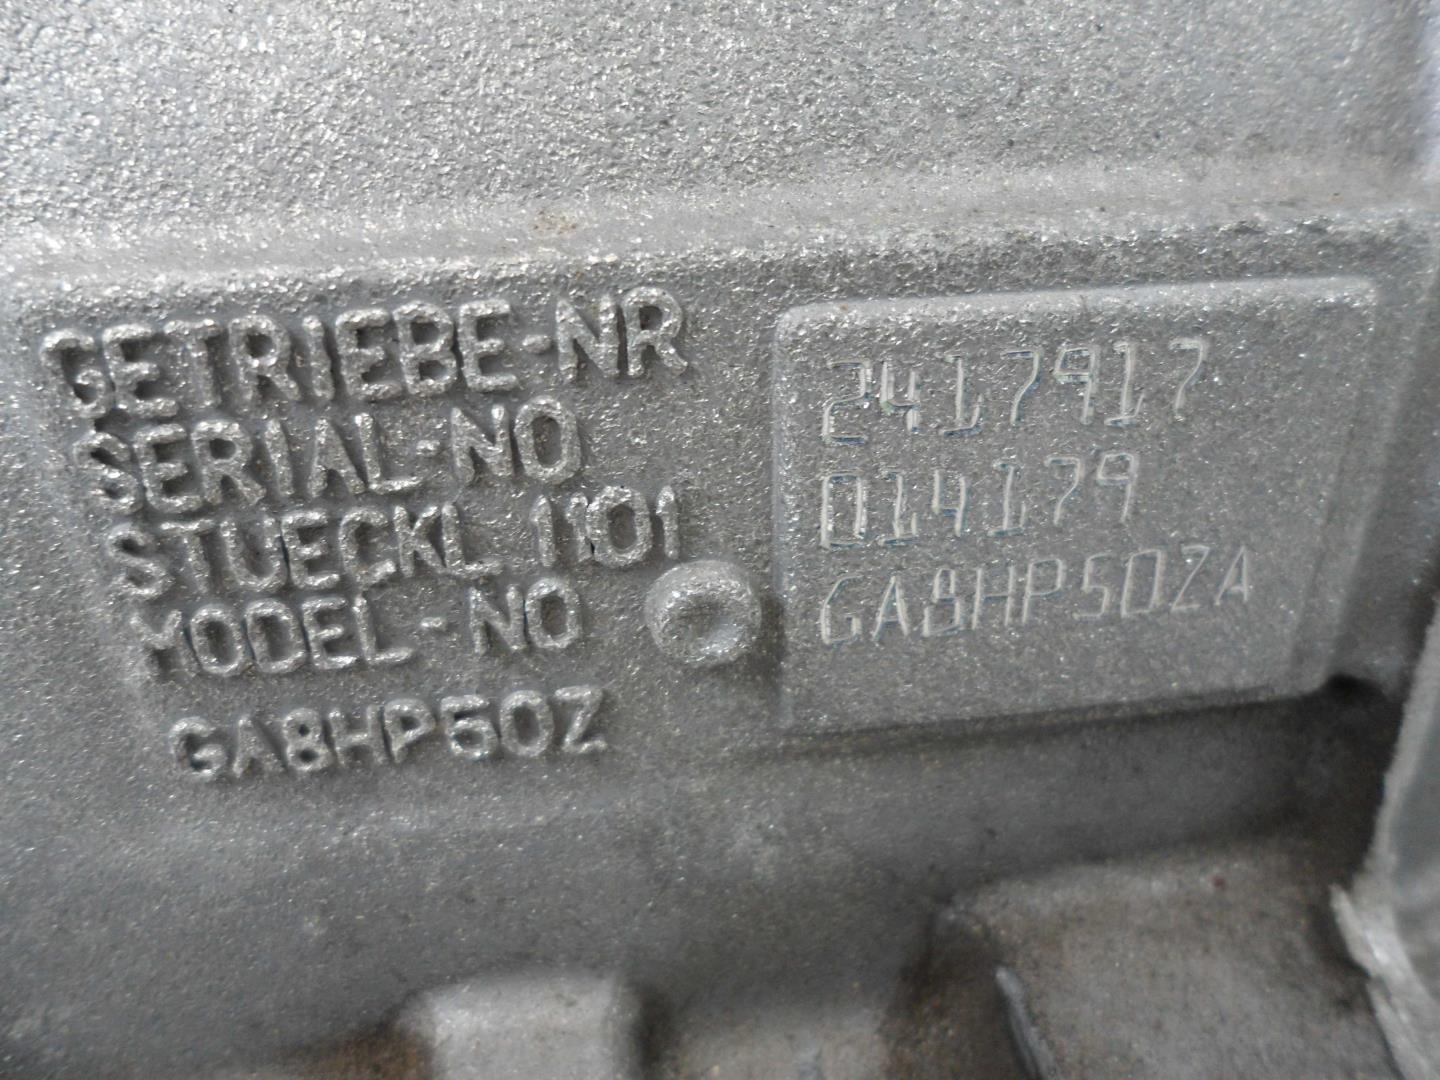 GETRIEBE-NR 2417917
SERIAL-NO 014179
STUECKL 1101
MODEL-NO GA8HP50ZA
GA8HP50Z